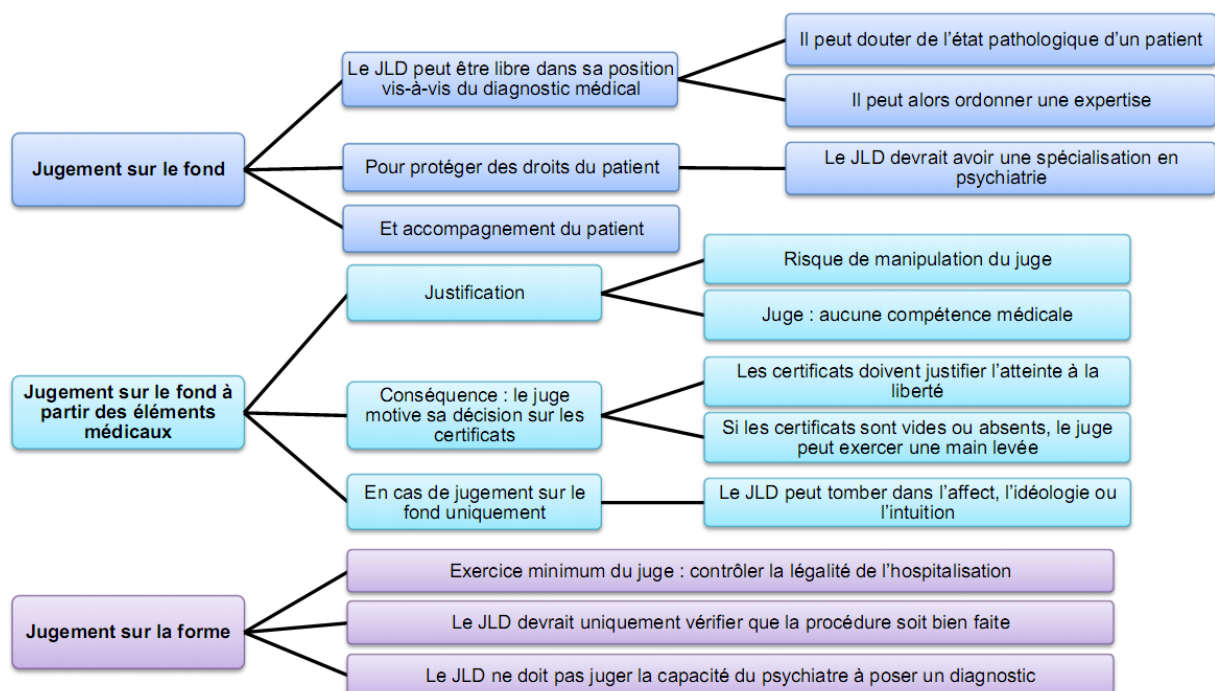 Jugement sur le fond
Le JLD peut être libre dans sa position
vis-à-vis du diagnostic médical
Il peut douter de l’état pathologique d’un patient
Il peut alors ordonner une expertise
Pour protéger des droits du patient
Le JLD devrait avoir une spécialisation en
psychiatrie
Et accompagnement du patient
Jugement sur le fond à
partir des éléments
médicaux
Justification
Risque de manipulation du juge
Juge : aucune compétence médicale
Conséquence : le juge
motive sa décision sur les
certificats
Les certificats doivent justifier l’atteinte à la
liberté
Si les certificats sont vides ou absents, le juge
peut exercer une main levée
En cas de jugement sur le
fond uniquement
Le JLD peut tomber dans l’affect, l’idéologie ou
l’intuition
Jugement sur la forme
Exercice minimum du juge : contrôler la légalité de l’hospitalisation
Le JLD devrait uniquement vérifier que la procédure soit bien faite
Le JLD ne doit pas juger la capacité du psychiatre à poser un diagnostic